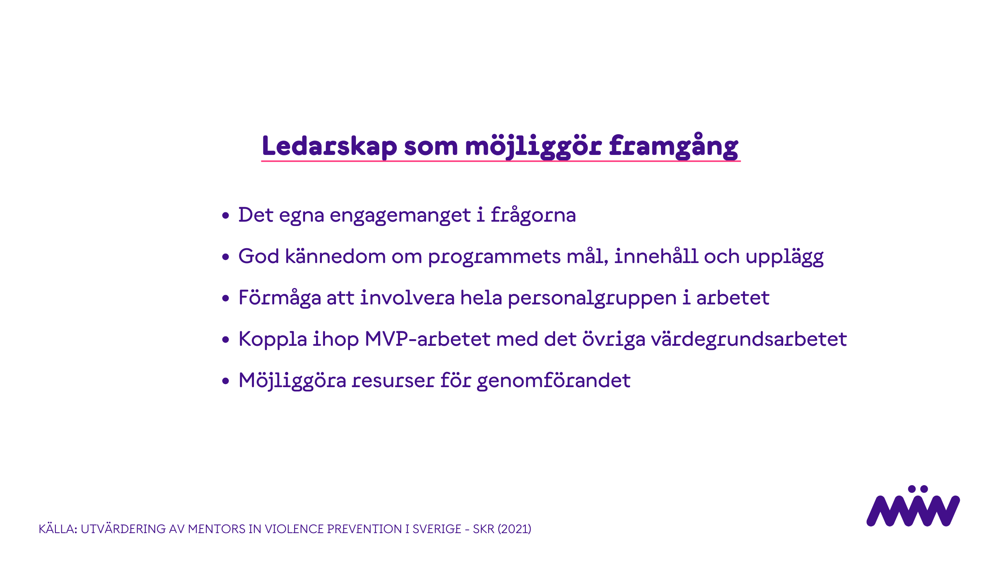 Ledarskap som möjliggör framgång
• Det egna engagemanget i frågorna
• God kännedom om programmets mål, innehåll och upplägg
• Förmåga att involvera hela personalgruppen i arbetet
• Koppla ihop MVP-arbetet med det övriga värdegrundsarbetet
• Möjliggöra resurser för genomförandet
KÄLLA: UTVÄRDERING AV MENTORS IN VIOLENCE PREVENTION I SVERIGE - SKR (2021)
MÄN